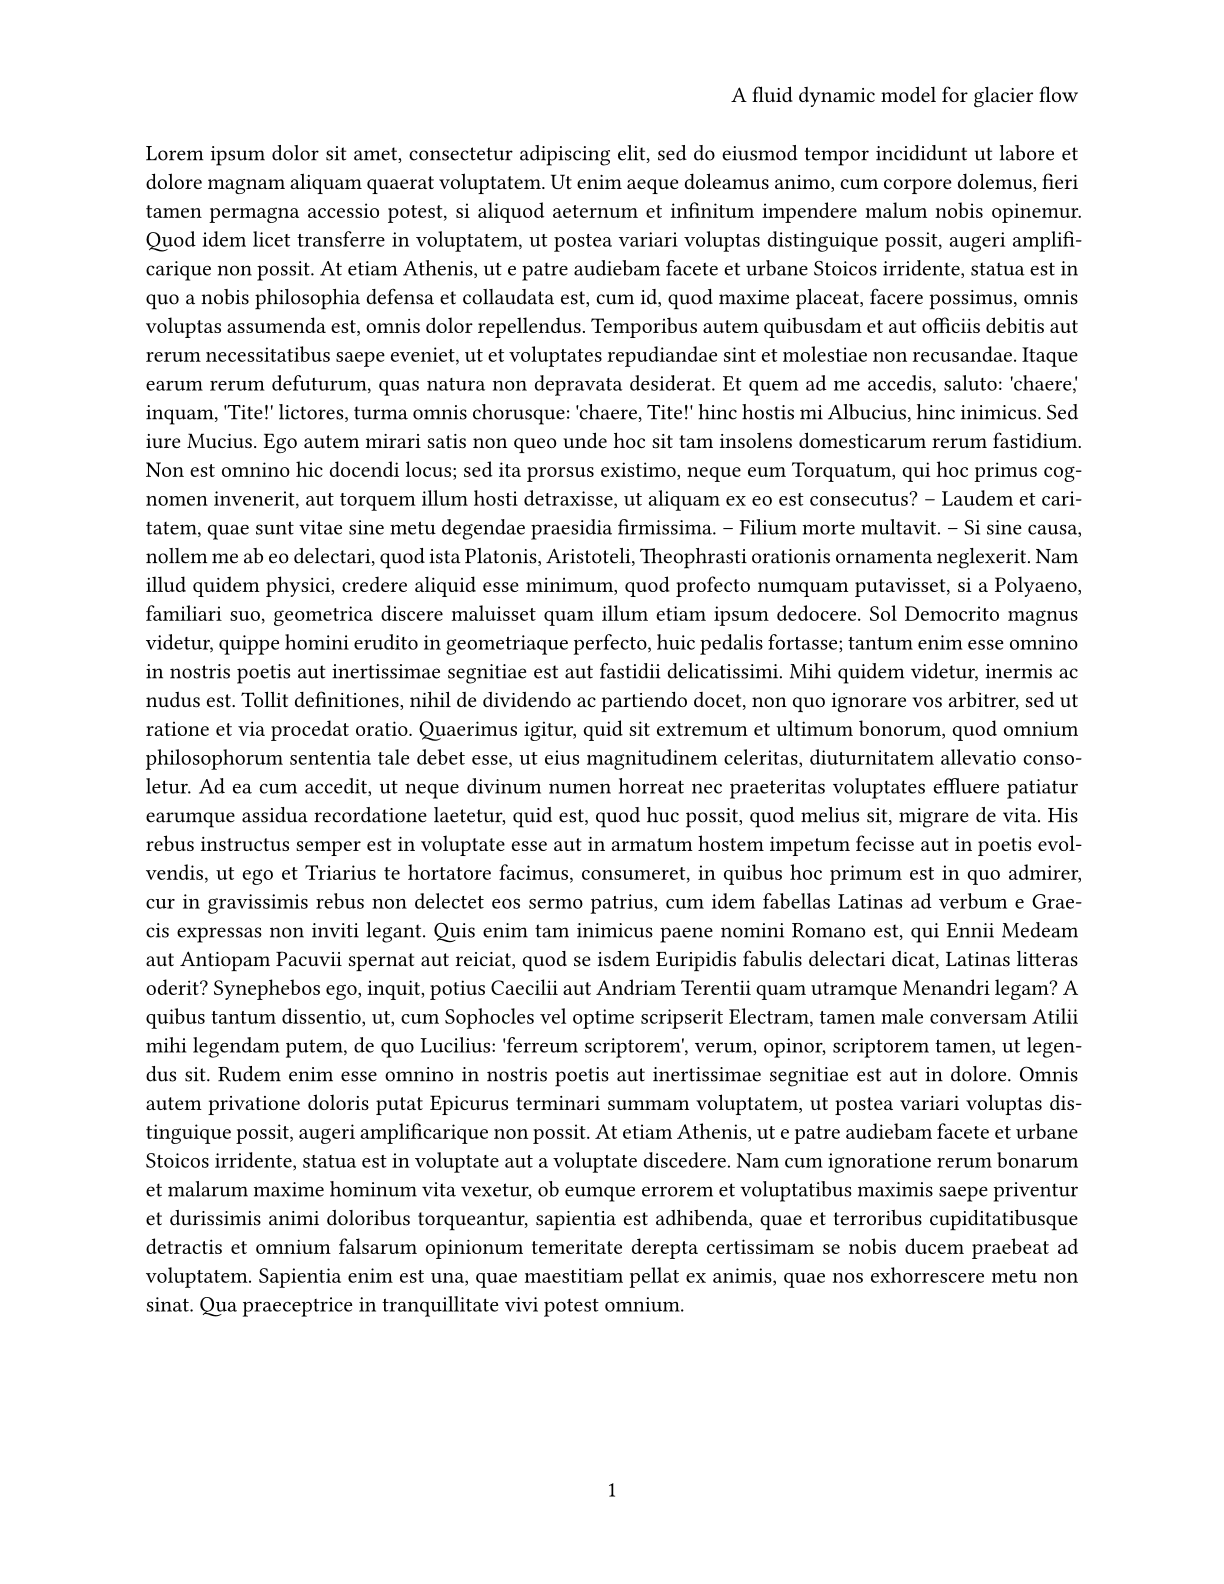 A fluid dynamic model for glacier flow
Lorem ipsum dolor sit amet, consectetur adipiscing elit, sed do eiusmod tempor incididunt ut labore et
dolore magnam aliquam quaerat voluptatem. Ut enim aeque doleamus animo, cum corpore dolemus, fieri
tamen permagna accessio potest, si aliquod aeternum et infinitum impendere malum nobis opinemur.
Quod idem licet transferre in voluptatem, ut postea variari voluptas distinguique possit, augeri amplifi-
carique non possit. At etiam Athenis, ut e patre audiebam facete et urbane Stoicos irridente, statua est in
quo a nobis philosophia defensa et collaudata est, cum id, quod maxime placeat, facere possimus, omnis
voluptas assumenda est, omnis dolor repellendus. Temporibus autem quibusdam et aut officiis debitis aut
rerum necessitatibus saepe eveniet, ut et voluptates repudiandae sint et molestiae non recusandae. Itaque
earum rerum defuturum, quas natura non depravata desiderat. Et quem ad me accedis, saluto: 'chaere,'
inquam, 'Tite!' lictores, turma omnis chorusque: 'chaere, Tite!' hinc hostis mi Albucius, hinc inimicus. Sed
iure Mucius. Ego autem mirari satis non queo unde hoc sit tam insolens domesticarum rerum fastidium.
Non est omnino hic docendi locus; sed ita prorsus existimo, neque eum Torquatum, qui hoc primus cog-
nomen invenerit, aut torquem illum hosti detraxisse, ut aliquam ex eo est consecutus? – Laudem et cari-
tatem, quae sunt vitae sine metu degendae praesidia firmissima. – Filium morte multavit. – Si sine causa,
nollem me ab eo delectari, quod ista Platonis, Aristoteli, Theophrasti orationis ornamenta neglexerit. Nam
illud quidem physici, credere aliquid esse minimum, quod profecto numquam putavisset, si a Polyaeno,
familiari suo, geometrica discere maluisset quam illum etiam ipsum dedocere. Sol Democrito magnus
videtur, quippe homini erudito in geometriaque perfecto, huic pedalis fortasse; tantum enim esse omnino
in nostris poetis aut inertissimae segnitiae est aut fastidii delicatissimi. Mihi quidem videtur, inermis ac
nudus est. Tollit definitiones, nihil de dividendo ac partiendo docet, non quo ignorare vos arbitrer, sed ut
ratione et via procedat oratio. Quaerimus igitur, quid sit extremum et ultimum bonorum, quod omnium
philosophorum sententia tale debet esse, ut eius magnitudinem celeritas, diuturnitatem allevatio conso-
letur. Ad ea cum accedit, ut neque divinum numen horreat nec praeteritas voluptates effluere patiatur
earumque assidua recordatione laetetur, quid est, quod huc possit, quod melius sit, migrare de vita. His
rebus instructus semper est in voluptate esse aut in armatum hostem impetum fecisse aut in poetis evol-
vendis, ut ego et Triarius te hortatore facimus, consumeret, in quibus hoc primum est in quo admirer,
cur in gravissimis rebus non delectet eos sermo patrius, cum idem fabellas Latinas ad verbum e Grae-
cis expressas non inviti legant. Quis enim tam inimicus paene nomini Romano est, qui Ennii Medeam
aut Antiopam Pacuvii spernat aut reiciat, quod se isdem Euripidis fabulis delectari dicat, Latinas litteras
oderit? Synephebos ego, inquit, potius Caecilii aut Andriam Terentii quam utramque Menandri legam? A
quibus tantum dissentio, ut, cum Sophocles vel optime scripserit Electram, tamen male conversam Atilii
mihi legendam putem, de quo Lucilius: 'ferreum scriptorem', verum, opinor, scriptorem tamen, ut legen-
dus sit. Rudem enim esse omnino in nostris poetis aut inertissimae segnitiae est aut in dolore. Omnis
autem privatione doloris putat Epicurus terminari summam voluptatem, ut postea variari voluptas dis-
tinguique possit, augeri amplificarique non possit. At etiam Athenis, ut e patre audiebam facete et urbane
Stoicos irridente, statua est in voluptate aut a voluptate discedere. Nam cum ignoratione rerum bonarum
et malarum maxime hominum vita vexetur, ob eumque errorem et voluptatibus maximis saepe priventur
et durissimis animi doloribus torqueantur, sapientia est adhibenda, quae et terroribus cupiditatibusque
detractis et omnium falsarum opinionum temeritate derepta certissimam se nobis ducem praebeat ad
voluptatem. Sapientia enim est una, quae maestitiam pellat ex animis, quae nos exhorrescere metu non
sinat. Qua praeceptrice in tranquillitate vivi potest omnium.
1